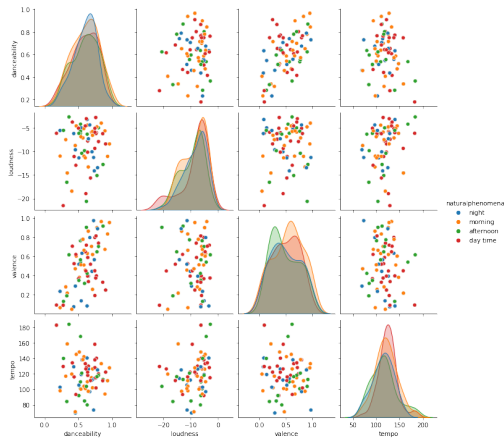 1.0
0.8
0.6
0.4
0.2
danceability
−5
−10
−15
−20
loudness
naturalphenomena
night
morning
afternoon
day time
1.0
0.8
0.6
0.4
0.2
valence
180
160
140
120
100
80
tempo
0.0 0.5 1.0
−20 −10 0
0.0 0.5 1.0
50 100 150 200
danceability loudness valence tempo